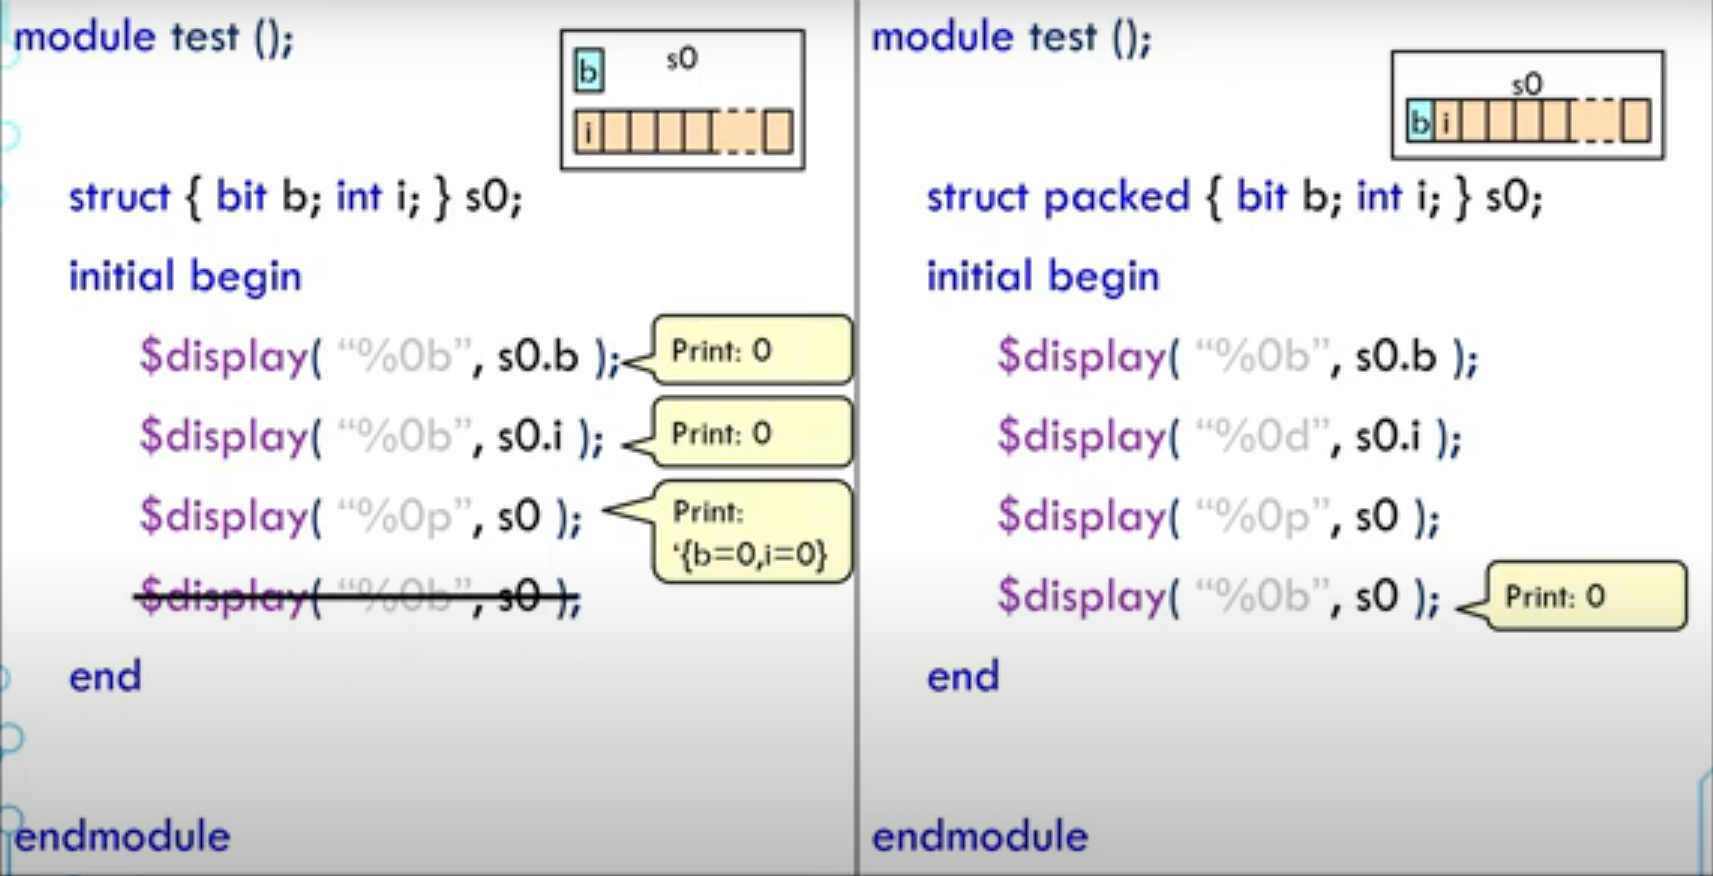 module test ();
b s0
i
struct { bit b; int i; } s0;
initial begin
$display( “%0b”, s0.b ); Print: 0
$display( “%0b”, s0.i ); Print: 0
$display( “%0p”, s0 ); Print:
‘{b=0,i=0}
$display( “%0b”, s0 );
end
endmodule
module test ();
s0
b i
struct packed { bit b; int i; } s0;
initial begin
$display( “%0b”, s0.b );
$display( “%0d”, s0.i );
$display( “%0p”, s0 );
$display( “%0b”, s0 ); Print: 0
end
endmodule